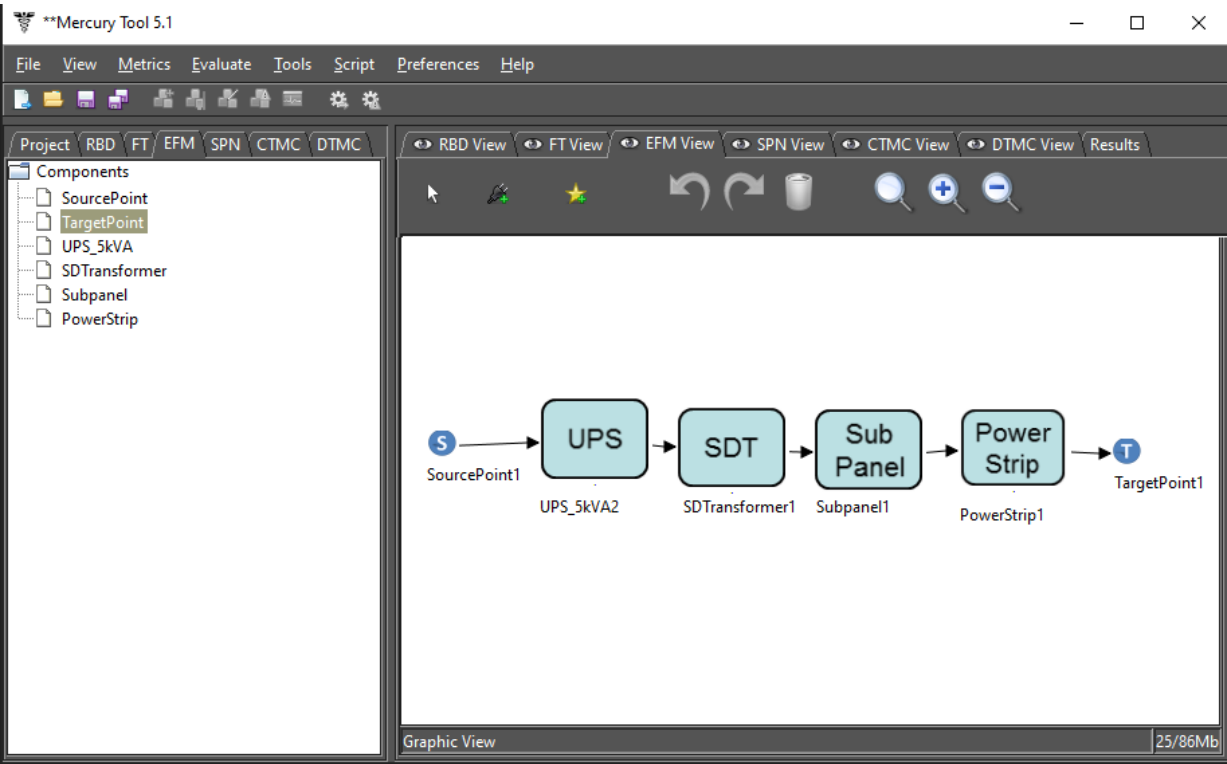 **Mercury Tool 5.1
File View Metrics Evaluate Tools Script Preferences Help
Project RBD FT EFM SPN CTMC DTMC
RBD View FT View EFM View SPN View CTMC View DTMC View Results
Components
SourcePoint
TargetPoint
UPS_5kVA
SDTransformer
Subpanel
PowerStrip
S
SourcePoint1
UPS
UPS_5kVA2
SDT
SDTransformer1
Sub
Panel
Subpanel1
Power
Strip
PowerStrip1
T
TargetPoint1
Graphic View 25/86Mb